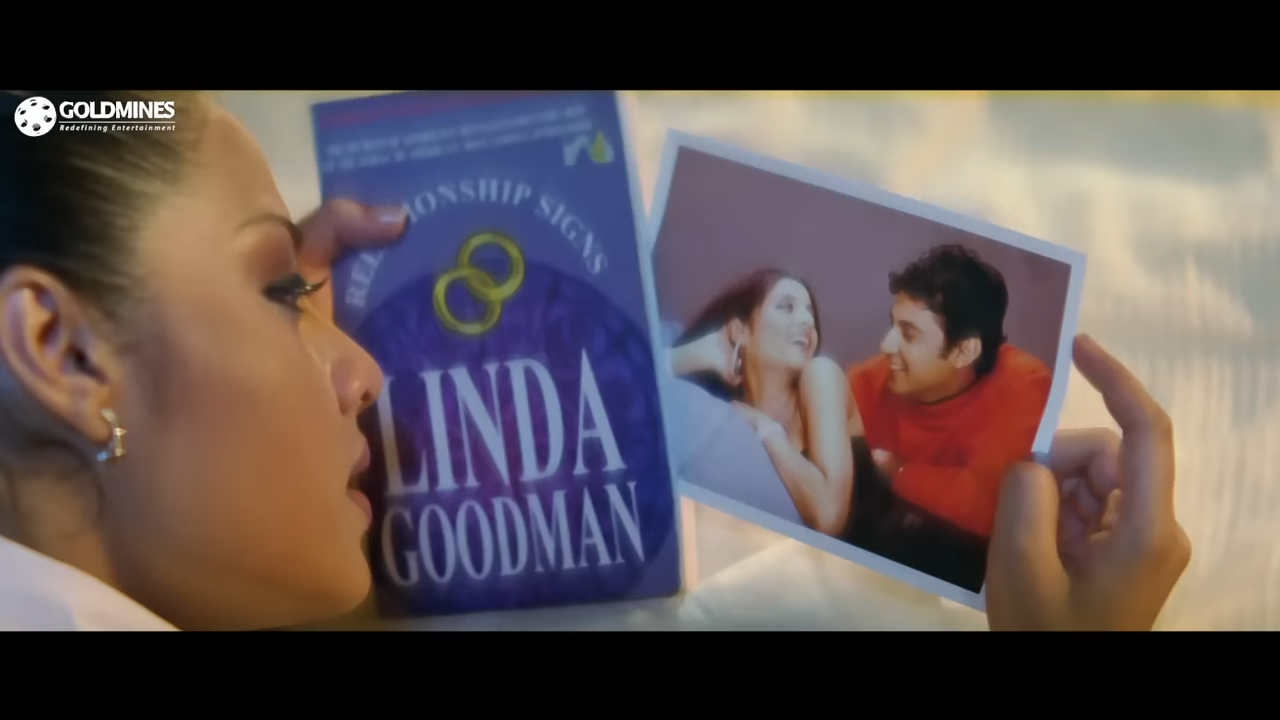 GOLDMINES
Redefining Entertainment
RELATIONSHIP SIGNS
LINDA
GOODMAN